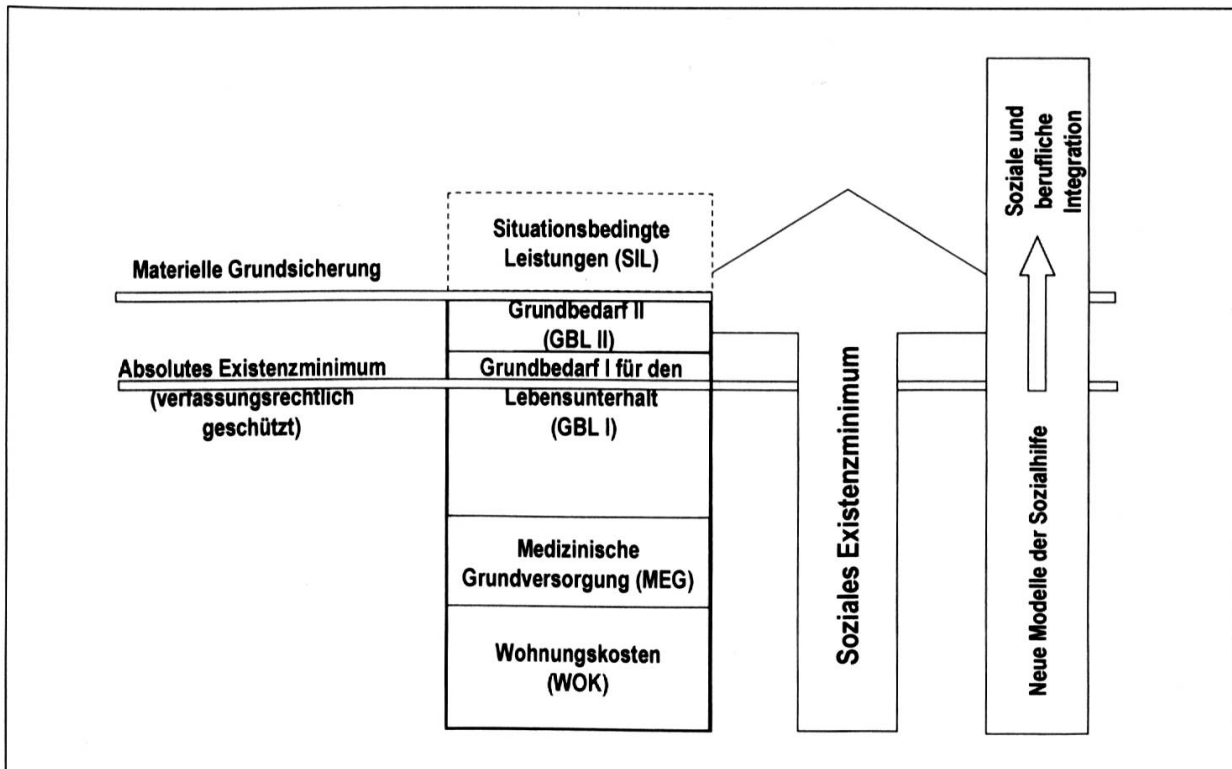 Materielle Grundsicherung
Absolutes Existenzminimum
(verfassungsrechtlich
geschützt)
Situationsbedingte
Leistungen (SIL)
Grundbedarf II
(GBL II)
Grundbedarf I für den
Lebensunterhalt
(GBL I)
Medizinische
Grundversorgung (MEG)
Wohnungskosten
(WOK)
Soziales Existenzminimum
Soziale und
berufliche
Integration
Neue Modelle der Sozialhilfe